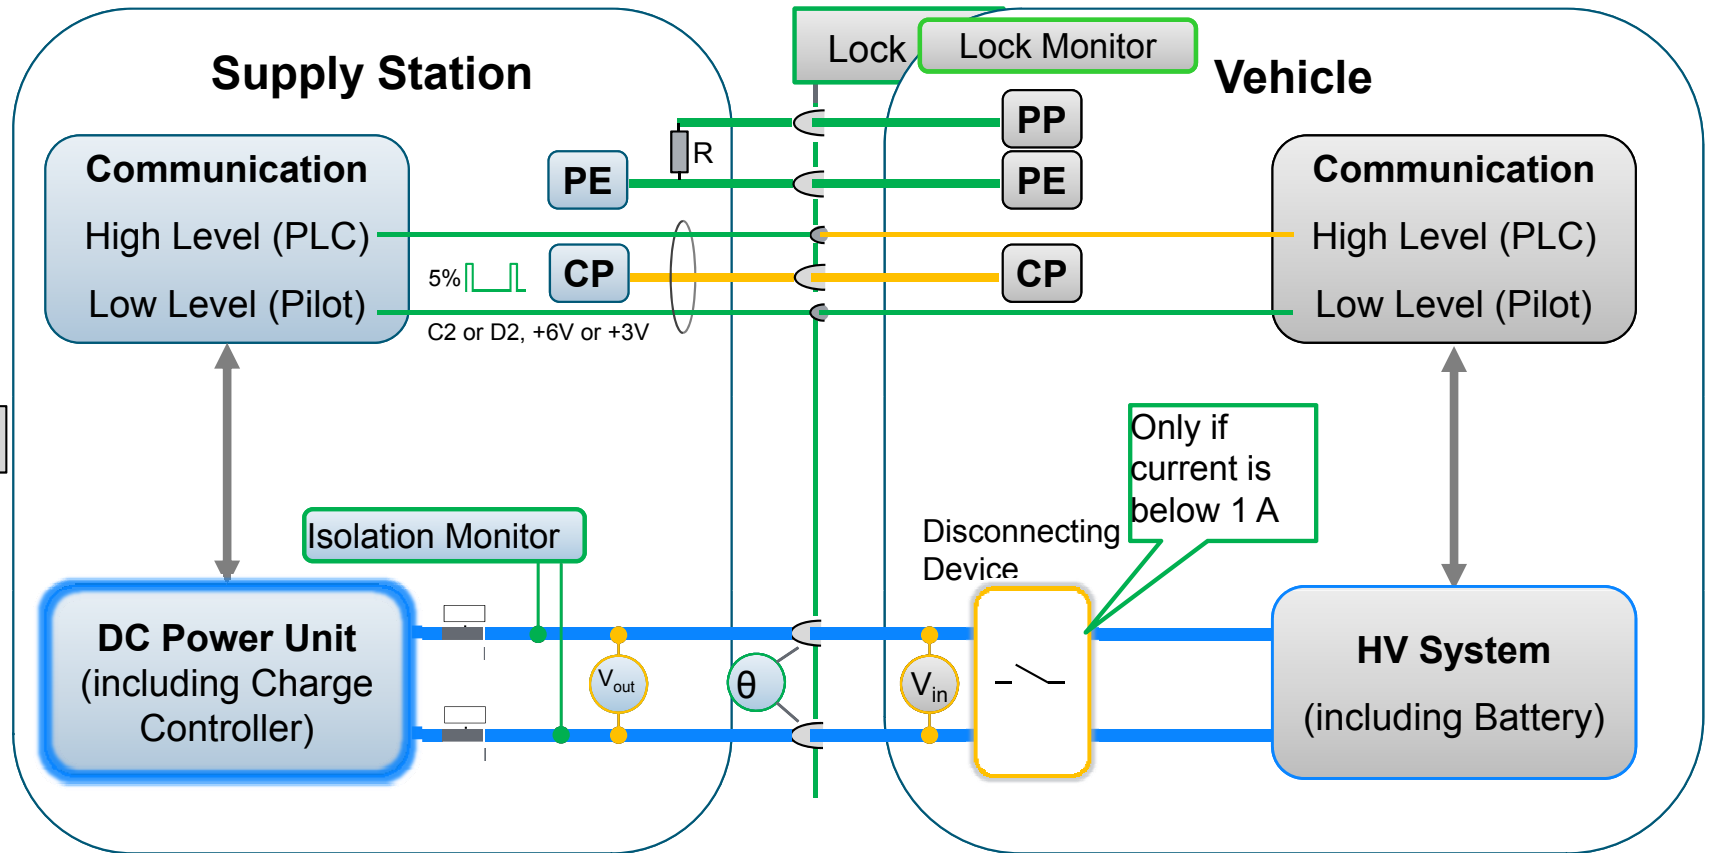 Lock
Lock Monitor
Supply Station
Vehicle
PP
R
PE
PE
Communication
High Level (PLC)
Low Level (Pilot)
5%
CP
CP
C2 or D2, +6V or +3V
Communication
High Level (PLC)
Low Level (Pilot)
Only if
current is
below 1 A
Isolation Monitor
Disconnecting
Device
DC Power Unit
(including Charge
Controller)
Vout
θ
Vin
HV System
(including Battery)